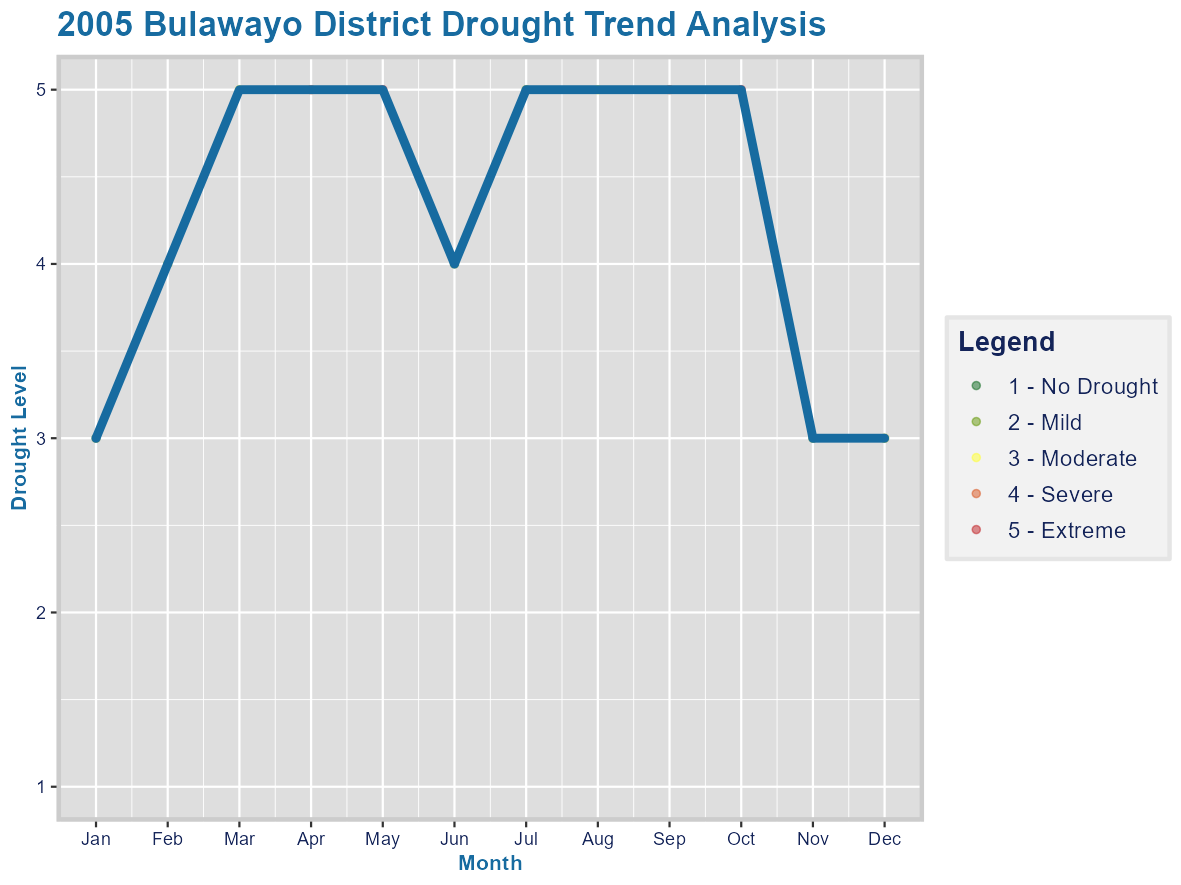 2005 Bulawayo District Drought Trend Analysis
5
4
3
2
1
Drought Level
Jan Feb Mar Apr May Jun Jul Aug Sep Oct Nov Dec
Month
Legend
1 - No Drought
2 - Mild
3 - Moderate
4 - Severe
5 - Extreme